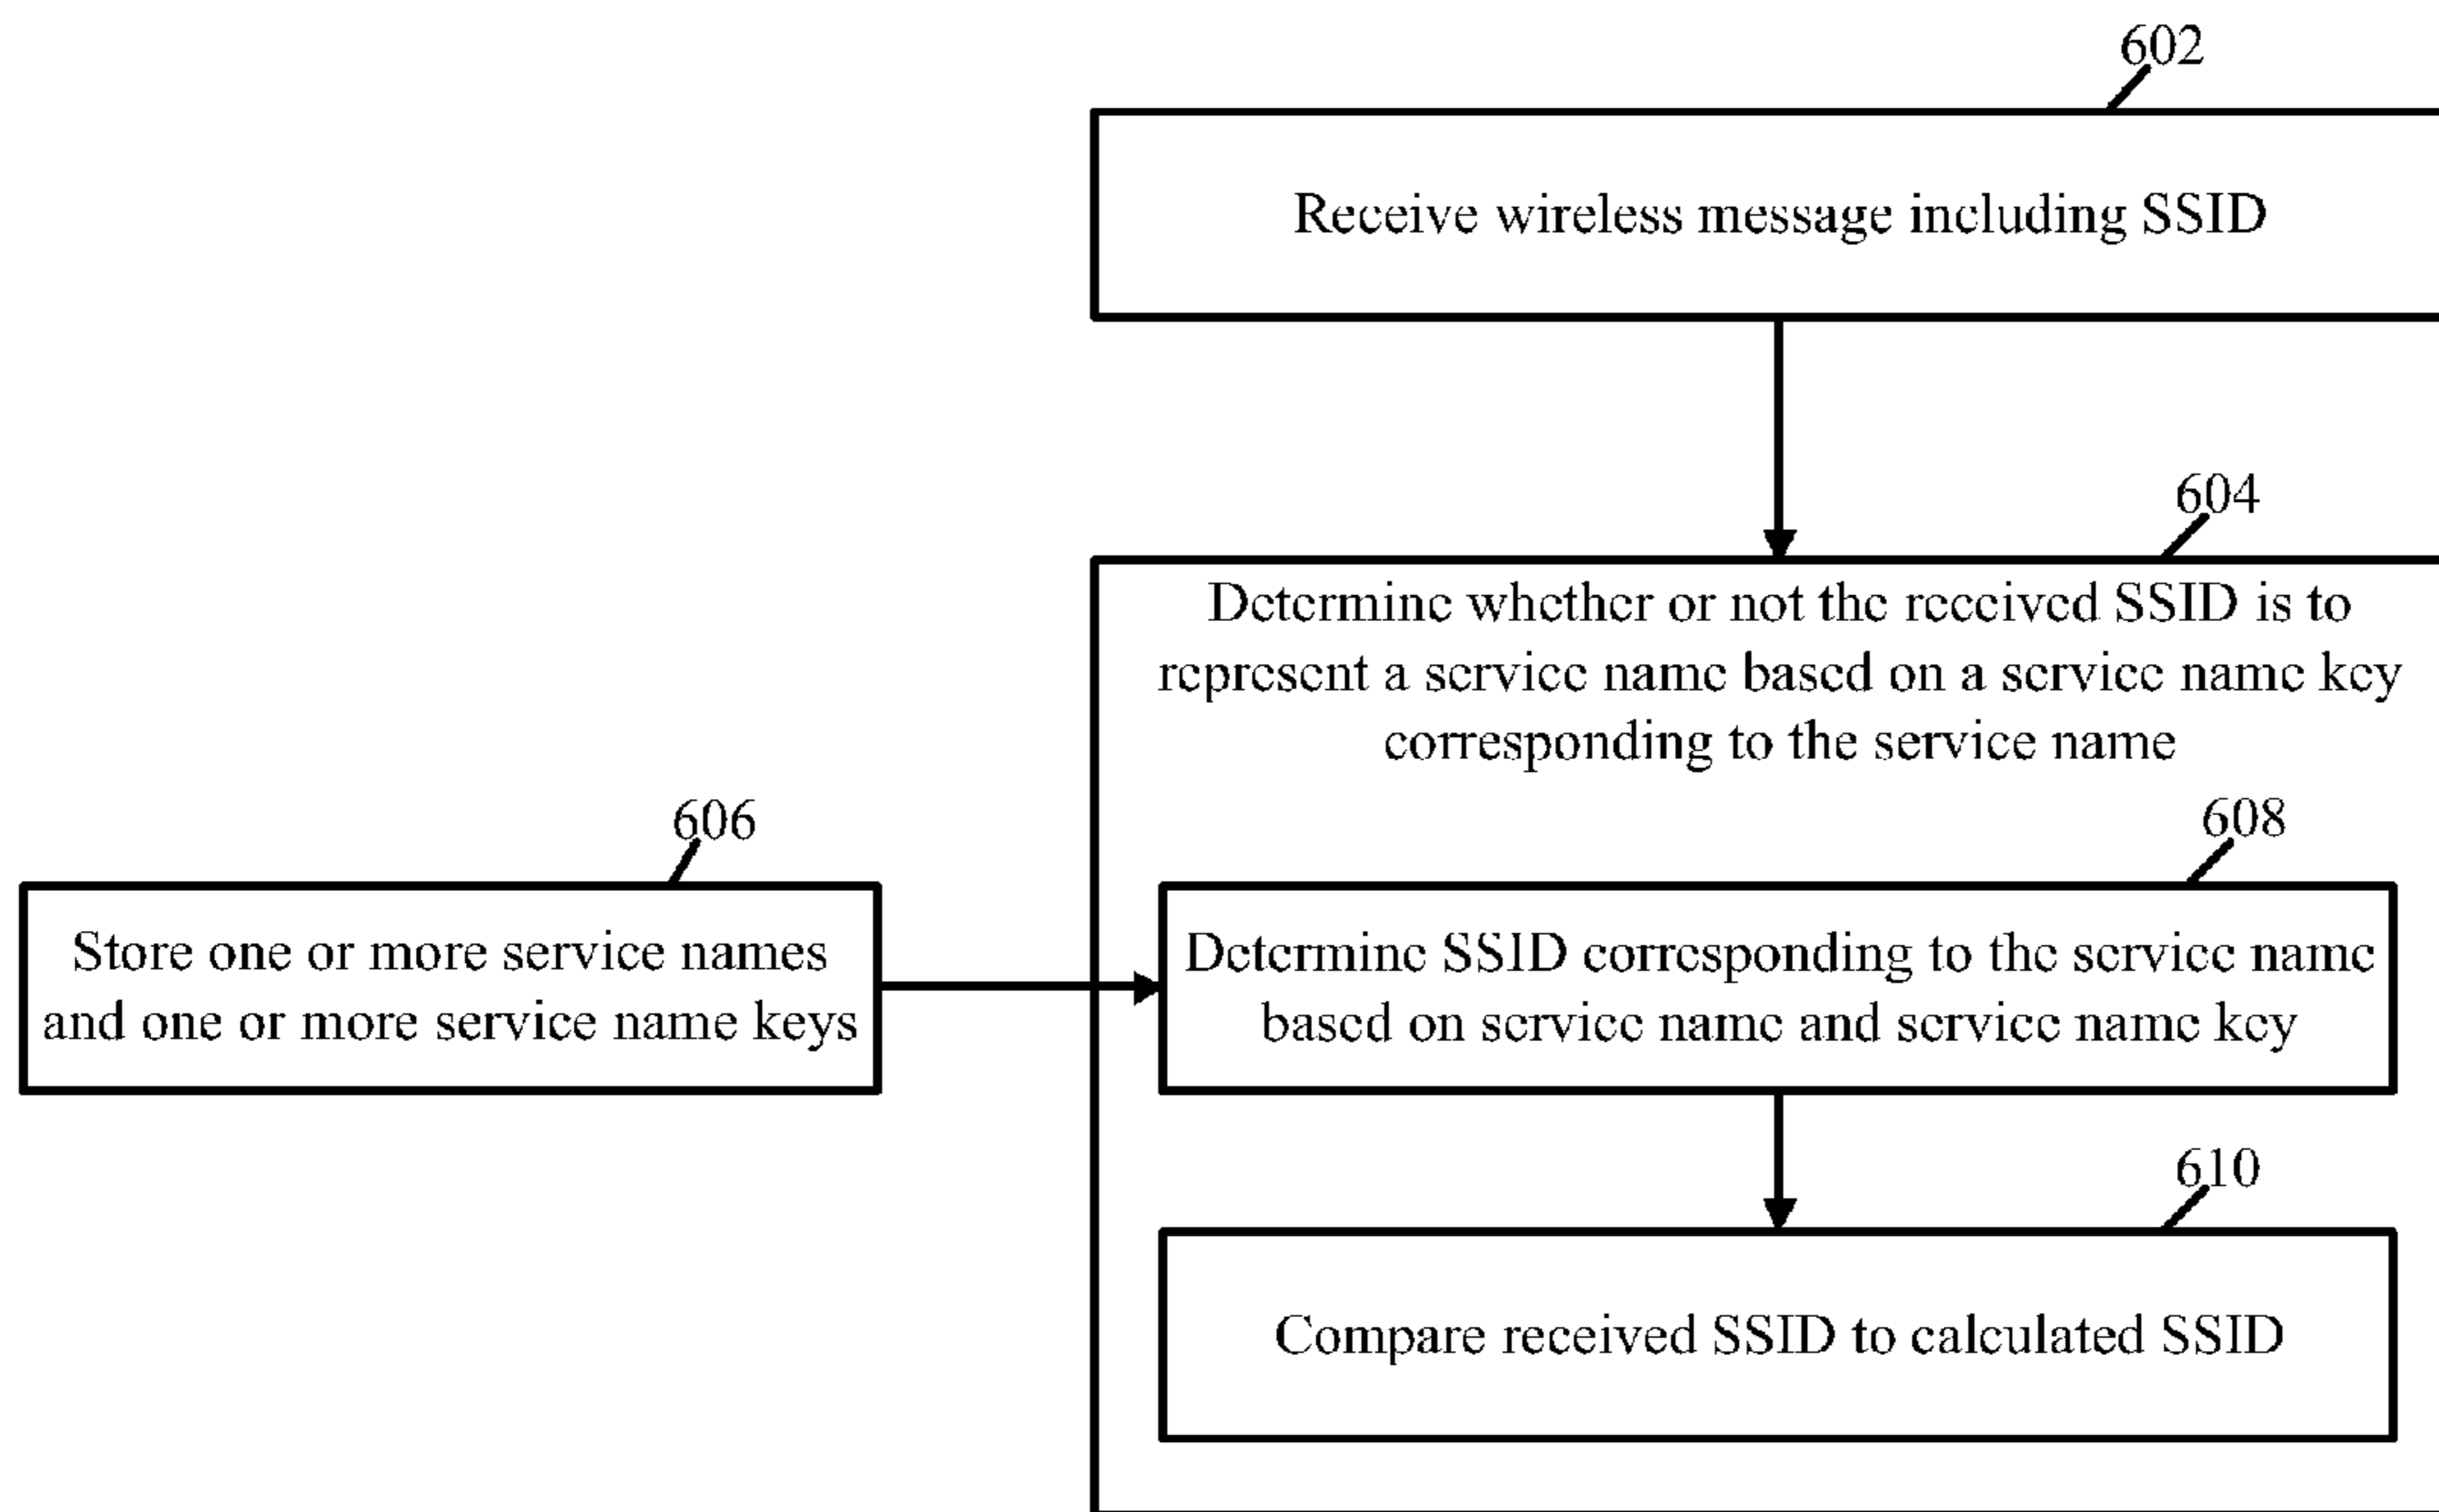 602
Receive wireless message including SSID
604
Determine whether or not the received SSID is to
represent a service name based on a service name key
corresponding to the service name
606
Store one or more service names
and one or more service name keys
608
Determine SSID corresponding to the service name
based on service name and service name key
610
Compare received SSID to calculated SSID